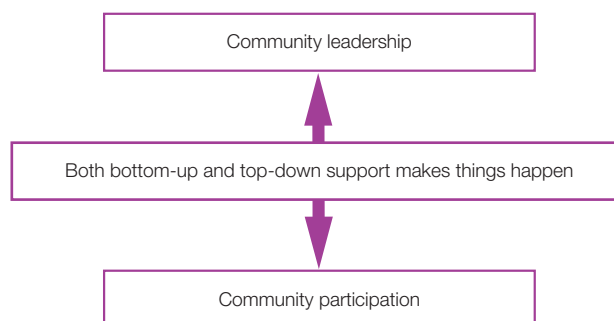 Community leadership
Both bottom-up and top-down support makes things happen
Community participation